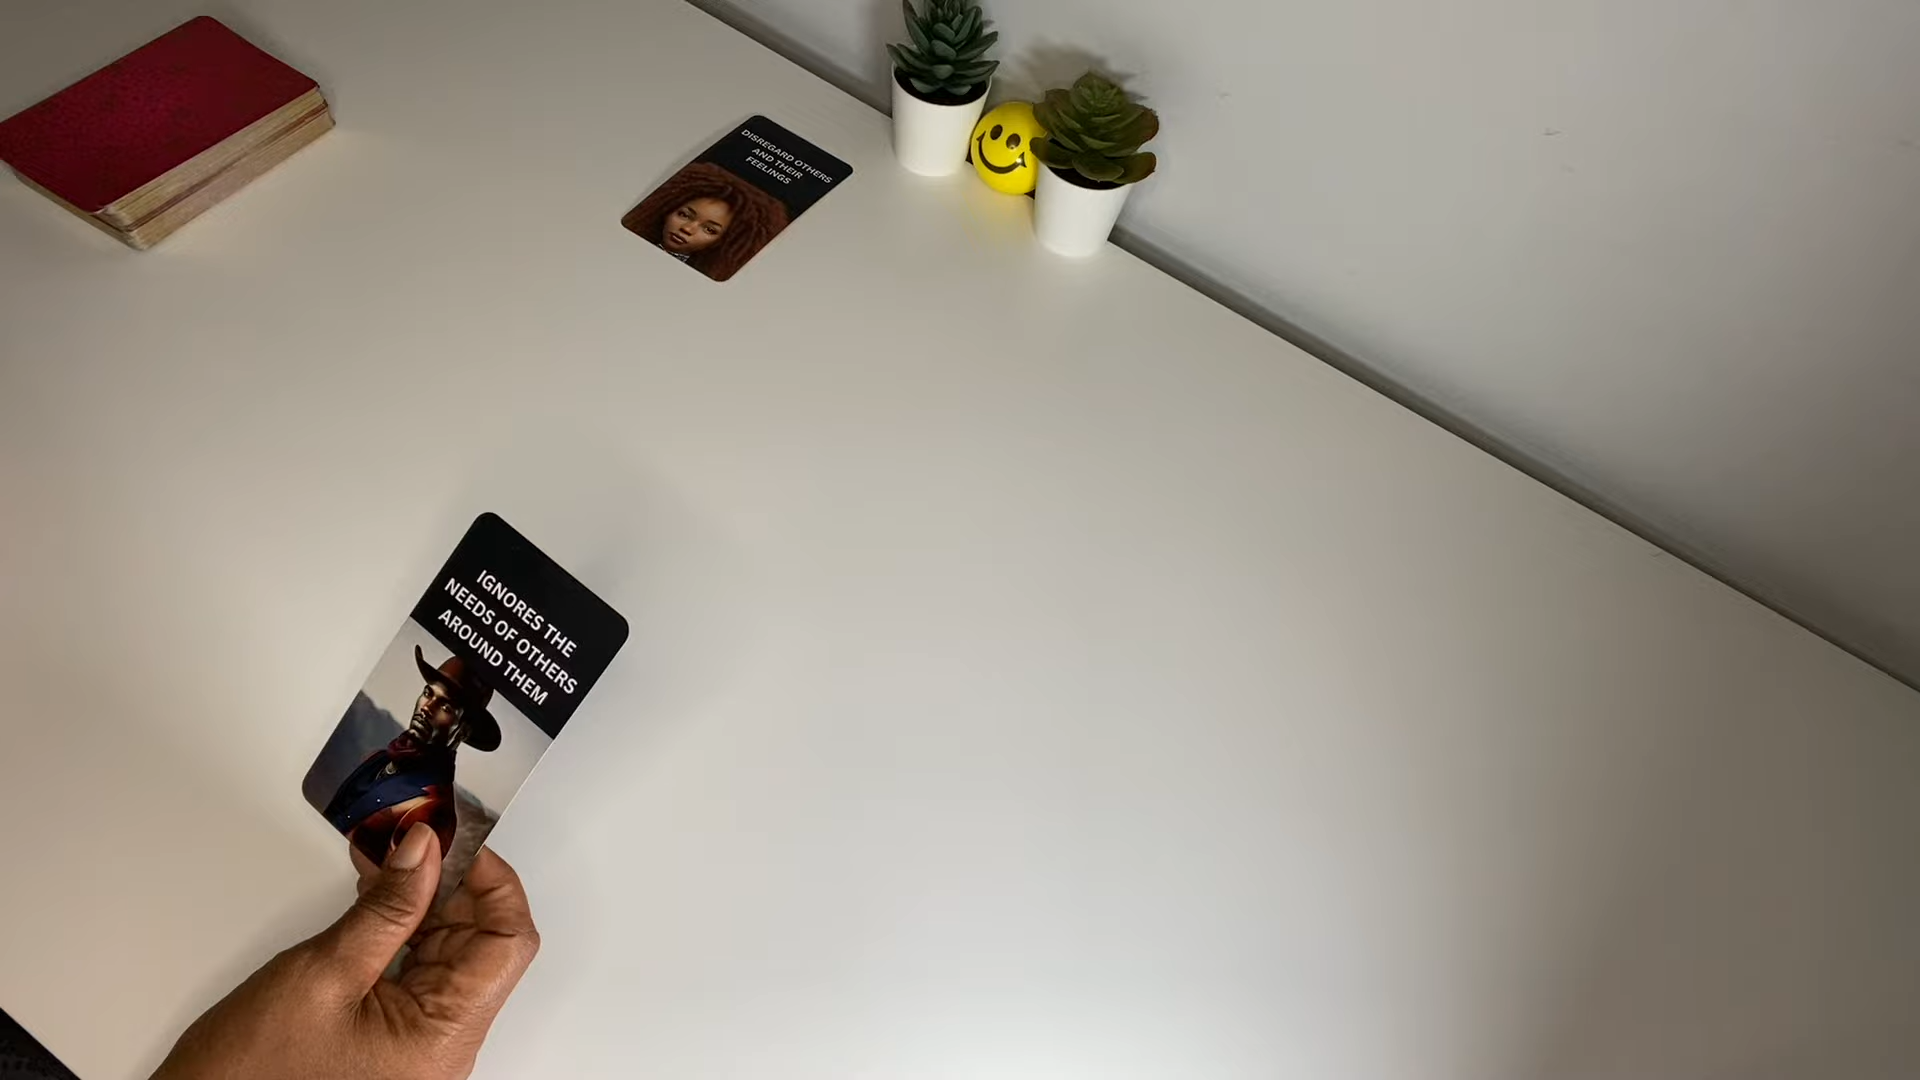 DISREGARD OTHERS
AND THEIR
FEELINGS
IGNORES THE
NEEDS OF OTHERS
AROUND THEM